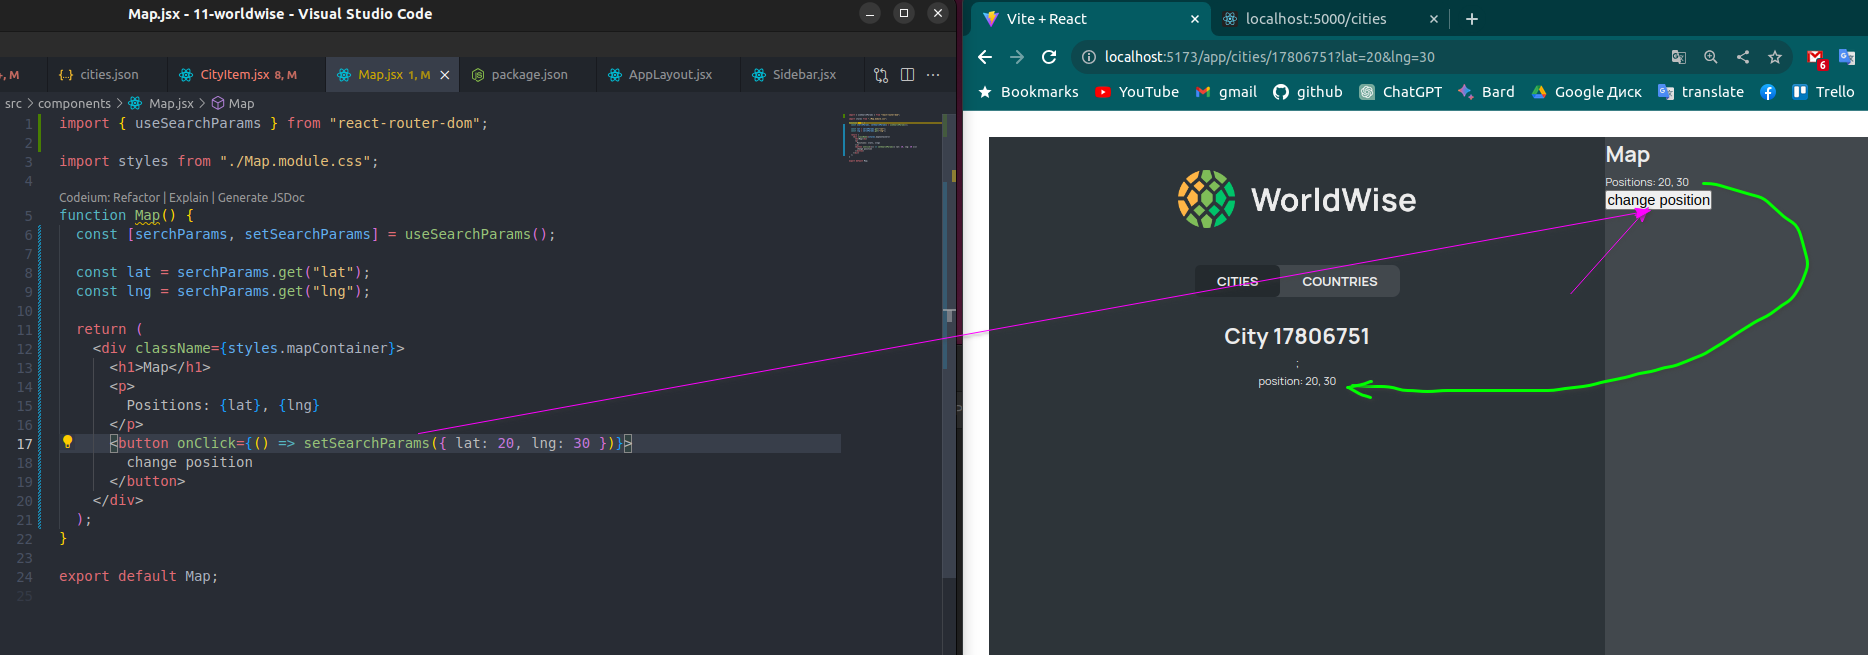 Map.jsx - 11-worldwise - Visual Studio Code
, M
cities.json
CityItem.jsx 8, M
Map.jsx 1, M
package.json
AppLayout.jsx
Sidebar.jsx
src > components > Map.jsx > Map
1 import { useSearchParams } from "react-router-dom";
2
3 import styles from "./Map.module.css";
4
Codeium: Refactor | Explain | Generate JSDoc
5 function Map() {
6 const [serchParams, setSearchParams] = useSearchParams();
7
8 const lat = serchParams.get("lat");
9 const lng = serchParams.get("lng");
10
11 return (
12 <div className={styles.mapContainer}>
13 <h1>Map</h1>
14 <p>
15 Positions: {lat}, {lng}
16 </p>
17 <button onClick={() => setSearchParams({ lat: 20, lng: 30 })}>
18 change position
19 </button>
20 </div>
21 );
22 }
23
24 export default Map;
25
Vite + React
localhost:5000/cities
localhost:5173/app/cities/17806751?lat=20&lng=30
6
Bookmarks
YouTube
gmail
github
ChatGPT
Bard
Google Диск
translate
Trello
WorldWise
CITIES
COUNTRIES
City 17806751
;
position: 20, 30
Map
Positions: 20, 30
change position